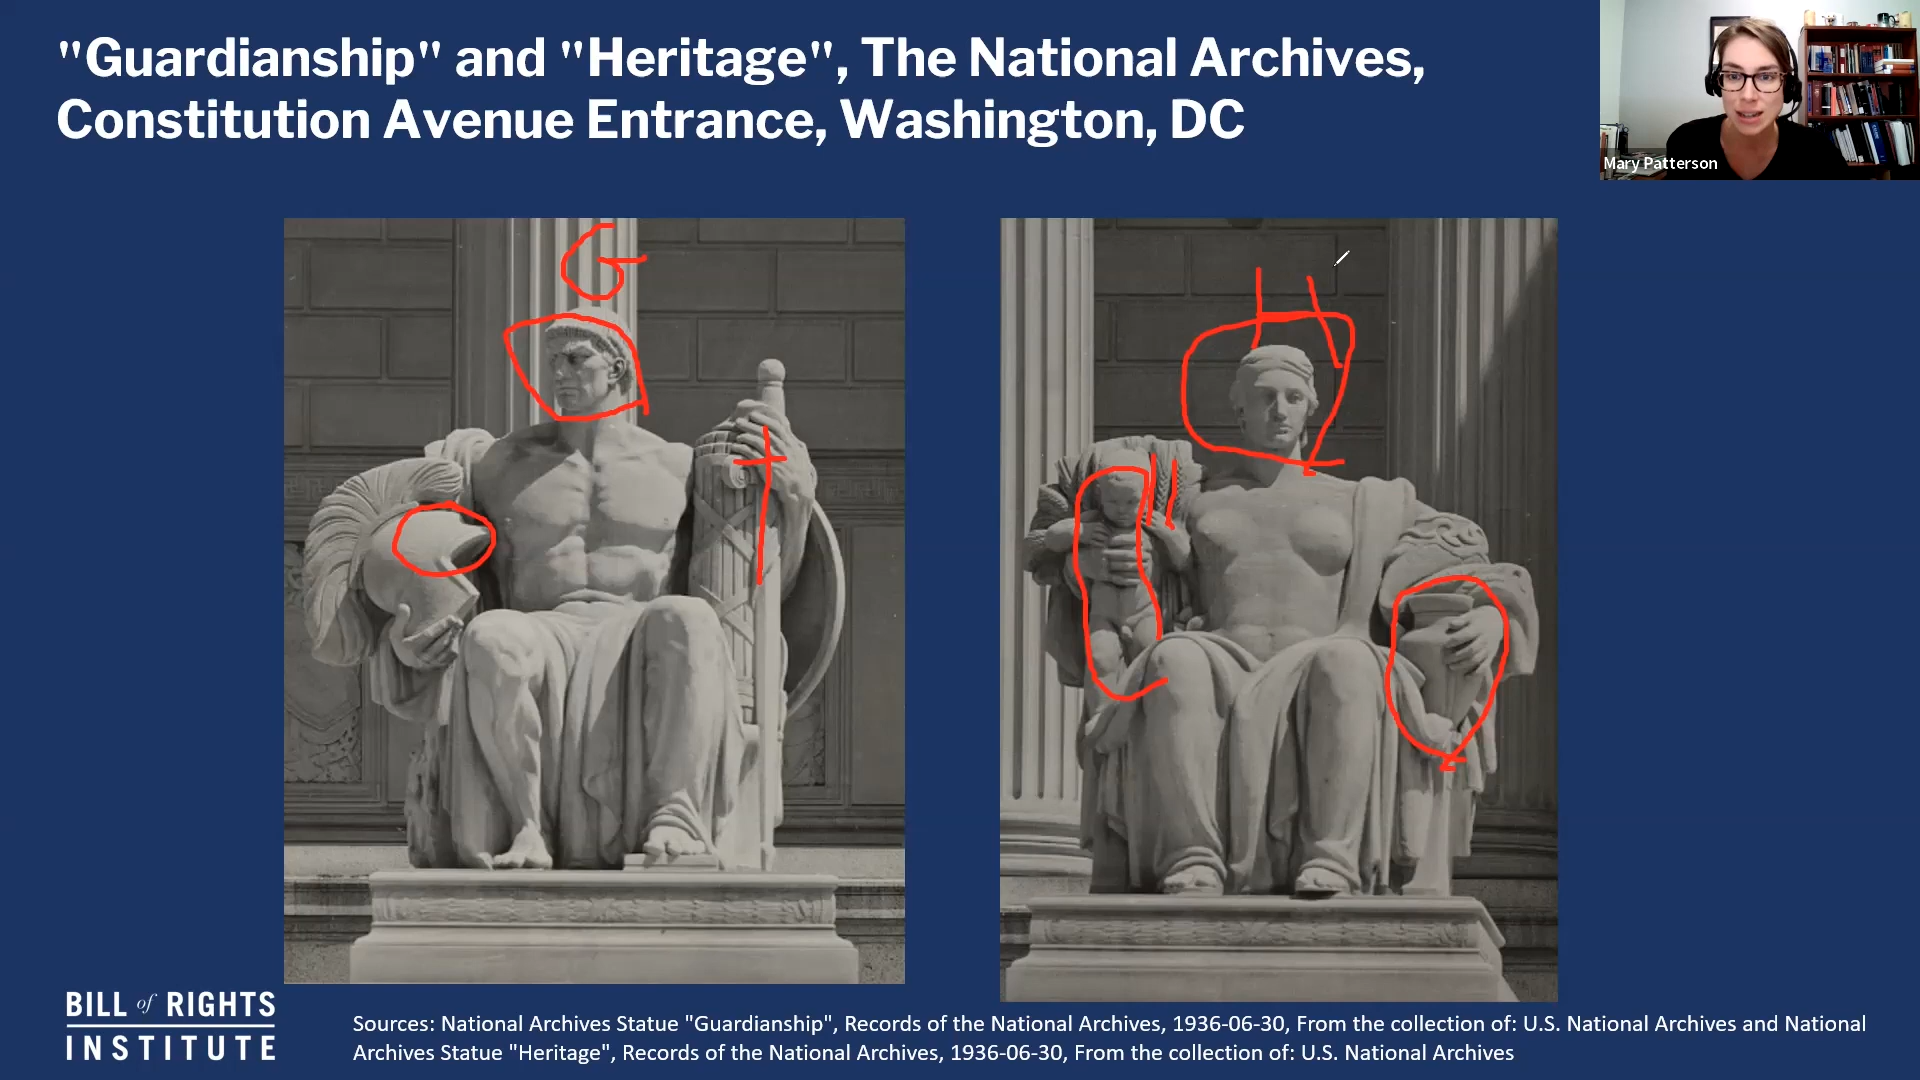 "Guardianship" and "Heritage", The National Archives,
Constitution Avenue Entrance, Washington, DC
Mary Patterson
G
H
BILL of RIGHTS
INSTITUTE
Sources: National Archives Statue "Guardianship", Records of the National Archives, 1936-06-30, From the collection of: U.S. National Archives and National
Archives Statue "Heritage", Records of the National Archives, 1936-06-30, From the collection of: U.S. National Archives